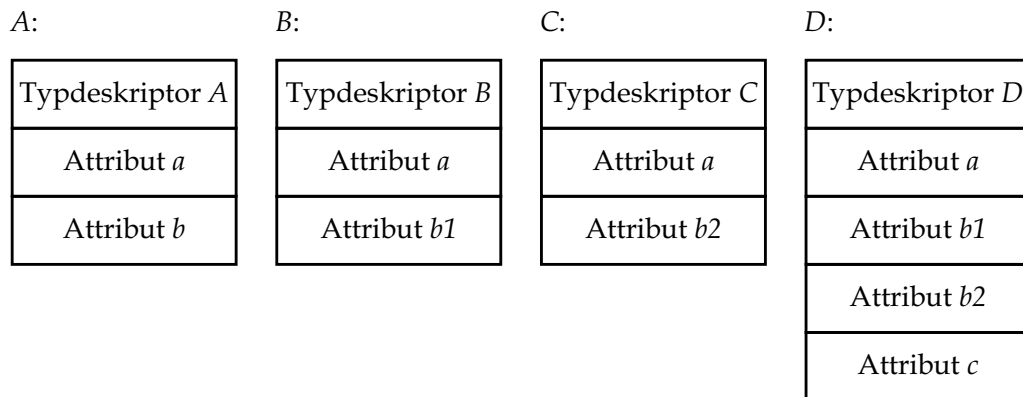 A:
Typdeskriptor A
Attribut a
Attribut b
B:
Typdeskriptor B
Attribut a
Attribut b1
C:
Typdeskriptor C
Attribut a
Attribut b2
D:
Typdeskriptor D
Attribut a
Attribut b1
Attribut b2
Attribut c